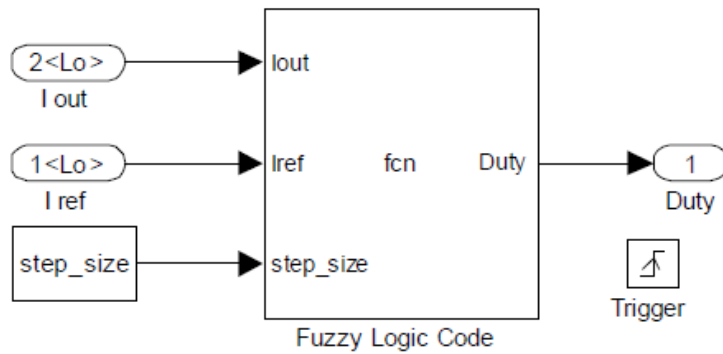 2<Lo>
I out
1<Lo>
I ref
step_size
Iout
Iref
fcn
Duty
step_size
Fuzzy Logic Code
1
Duty
Trigger